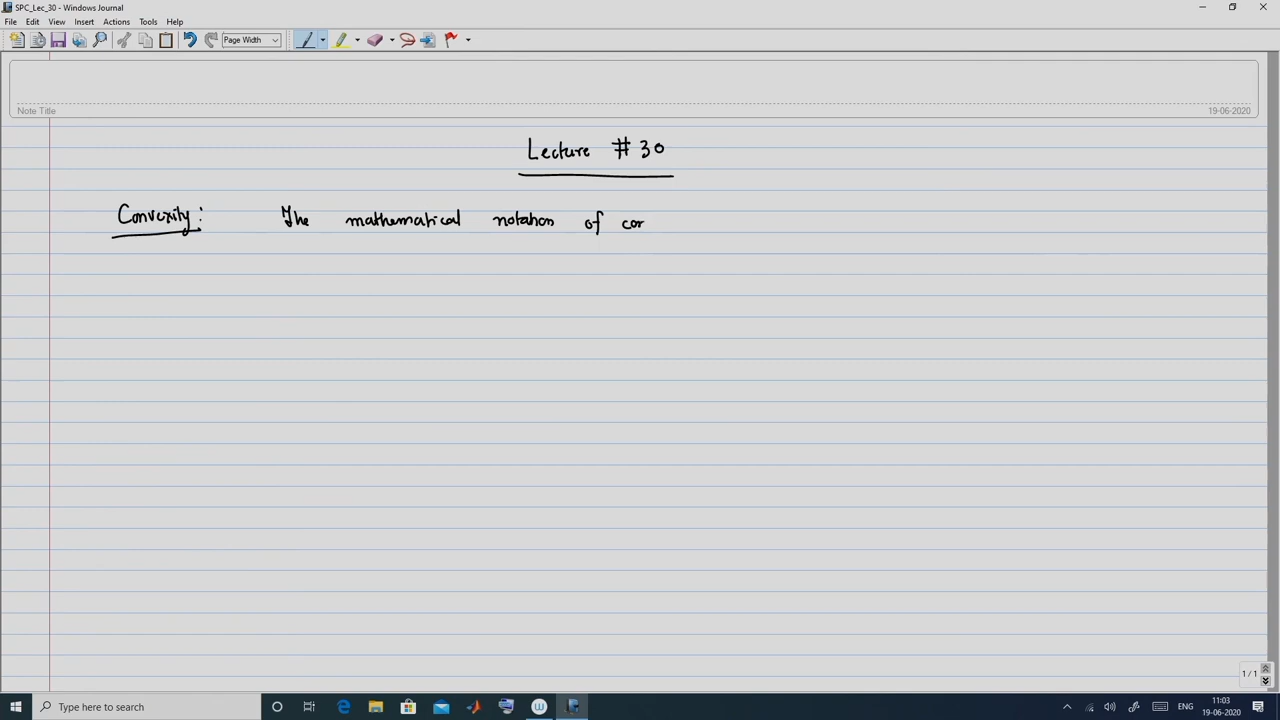 SPC_Lec_30 - Windows Journal
File Edit View Insert Actions Tools Help
Page Width
Note Title
19-06-2020
Lecture # 30
Convexity: The mathematical notation of con
1 / 1
Type here to search
ENG
11:03
19-06-2020